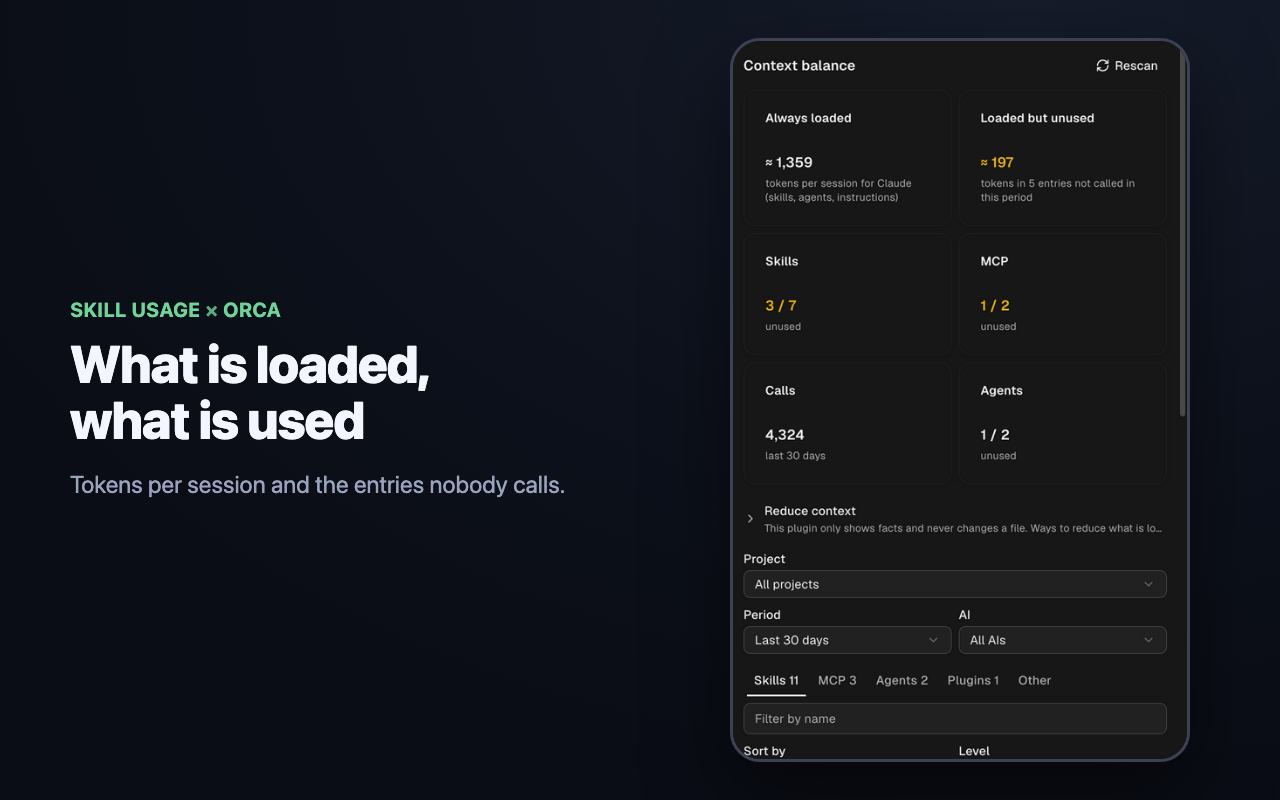 SKILL USAGE × ORCA
What is loaded,
what is used
Tokens per session and the entries nobody calls.
Context balance
Rescan
Always loaded
≈ 1,359
tokens per session for Claude
(skills, agents, instructions)
Loaded but unused
≈ 197
tokens in 5 entries not called in
this period
Skills
3 / 7
unused
MCP
1 / 2
unused
Calls
4,324
last 30 days
Agents
1 / 2
unused
Reduce context
This plugin only shows facts and never changes a file. Ways to reduce what is lo…
Project
All projects
Period
Last 30 days
AI
All AIs
Skills 11
MCP 3
Agents 2
Plugins 1
Other
Filter by name
Sort by
Level